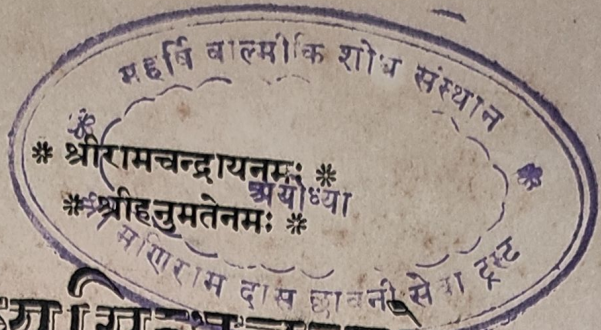 महर्षि वाल्मीकि शोध संस्थान
* श्रीरामचन्द्रायनमः *
अयोध्या
* श्रीहनुमतेनमः *
मणिराम दास छावनी सेवा ट्रस्ट